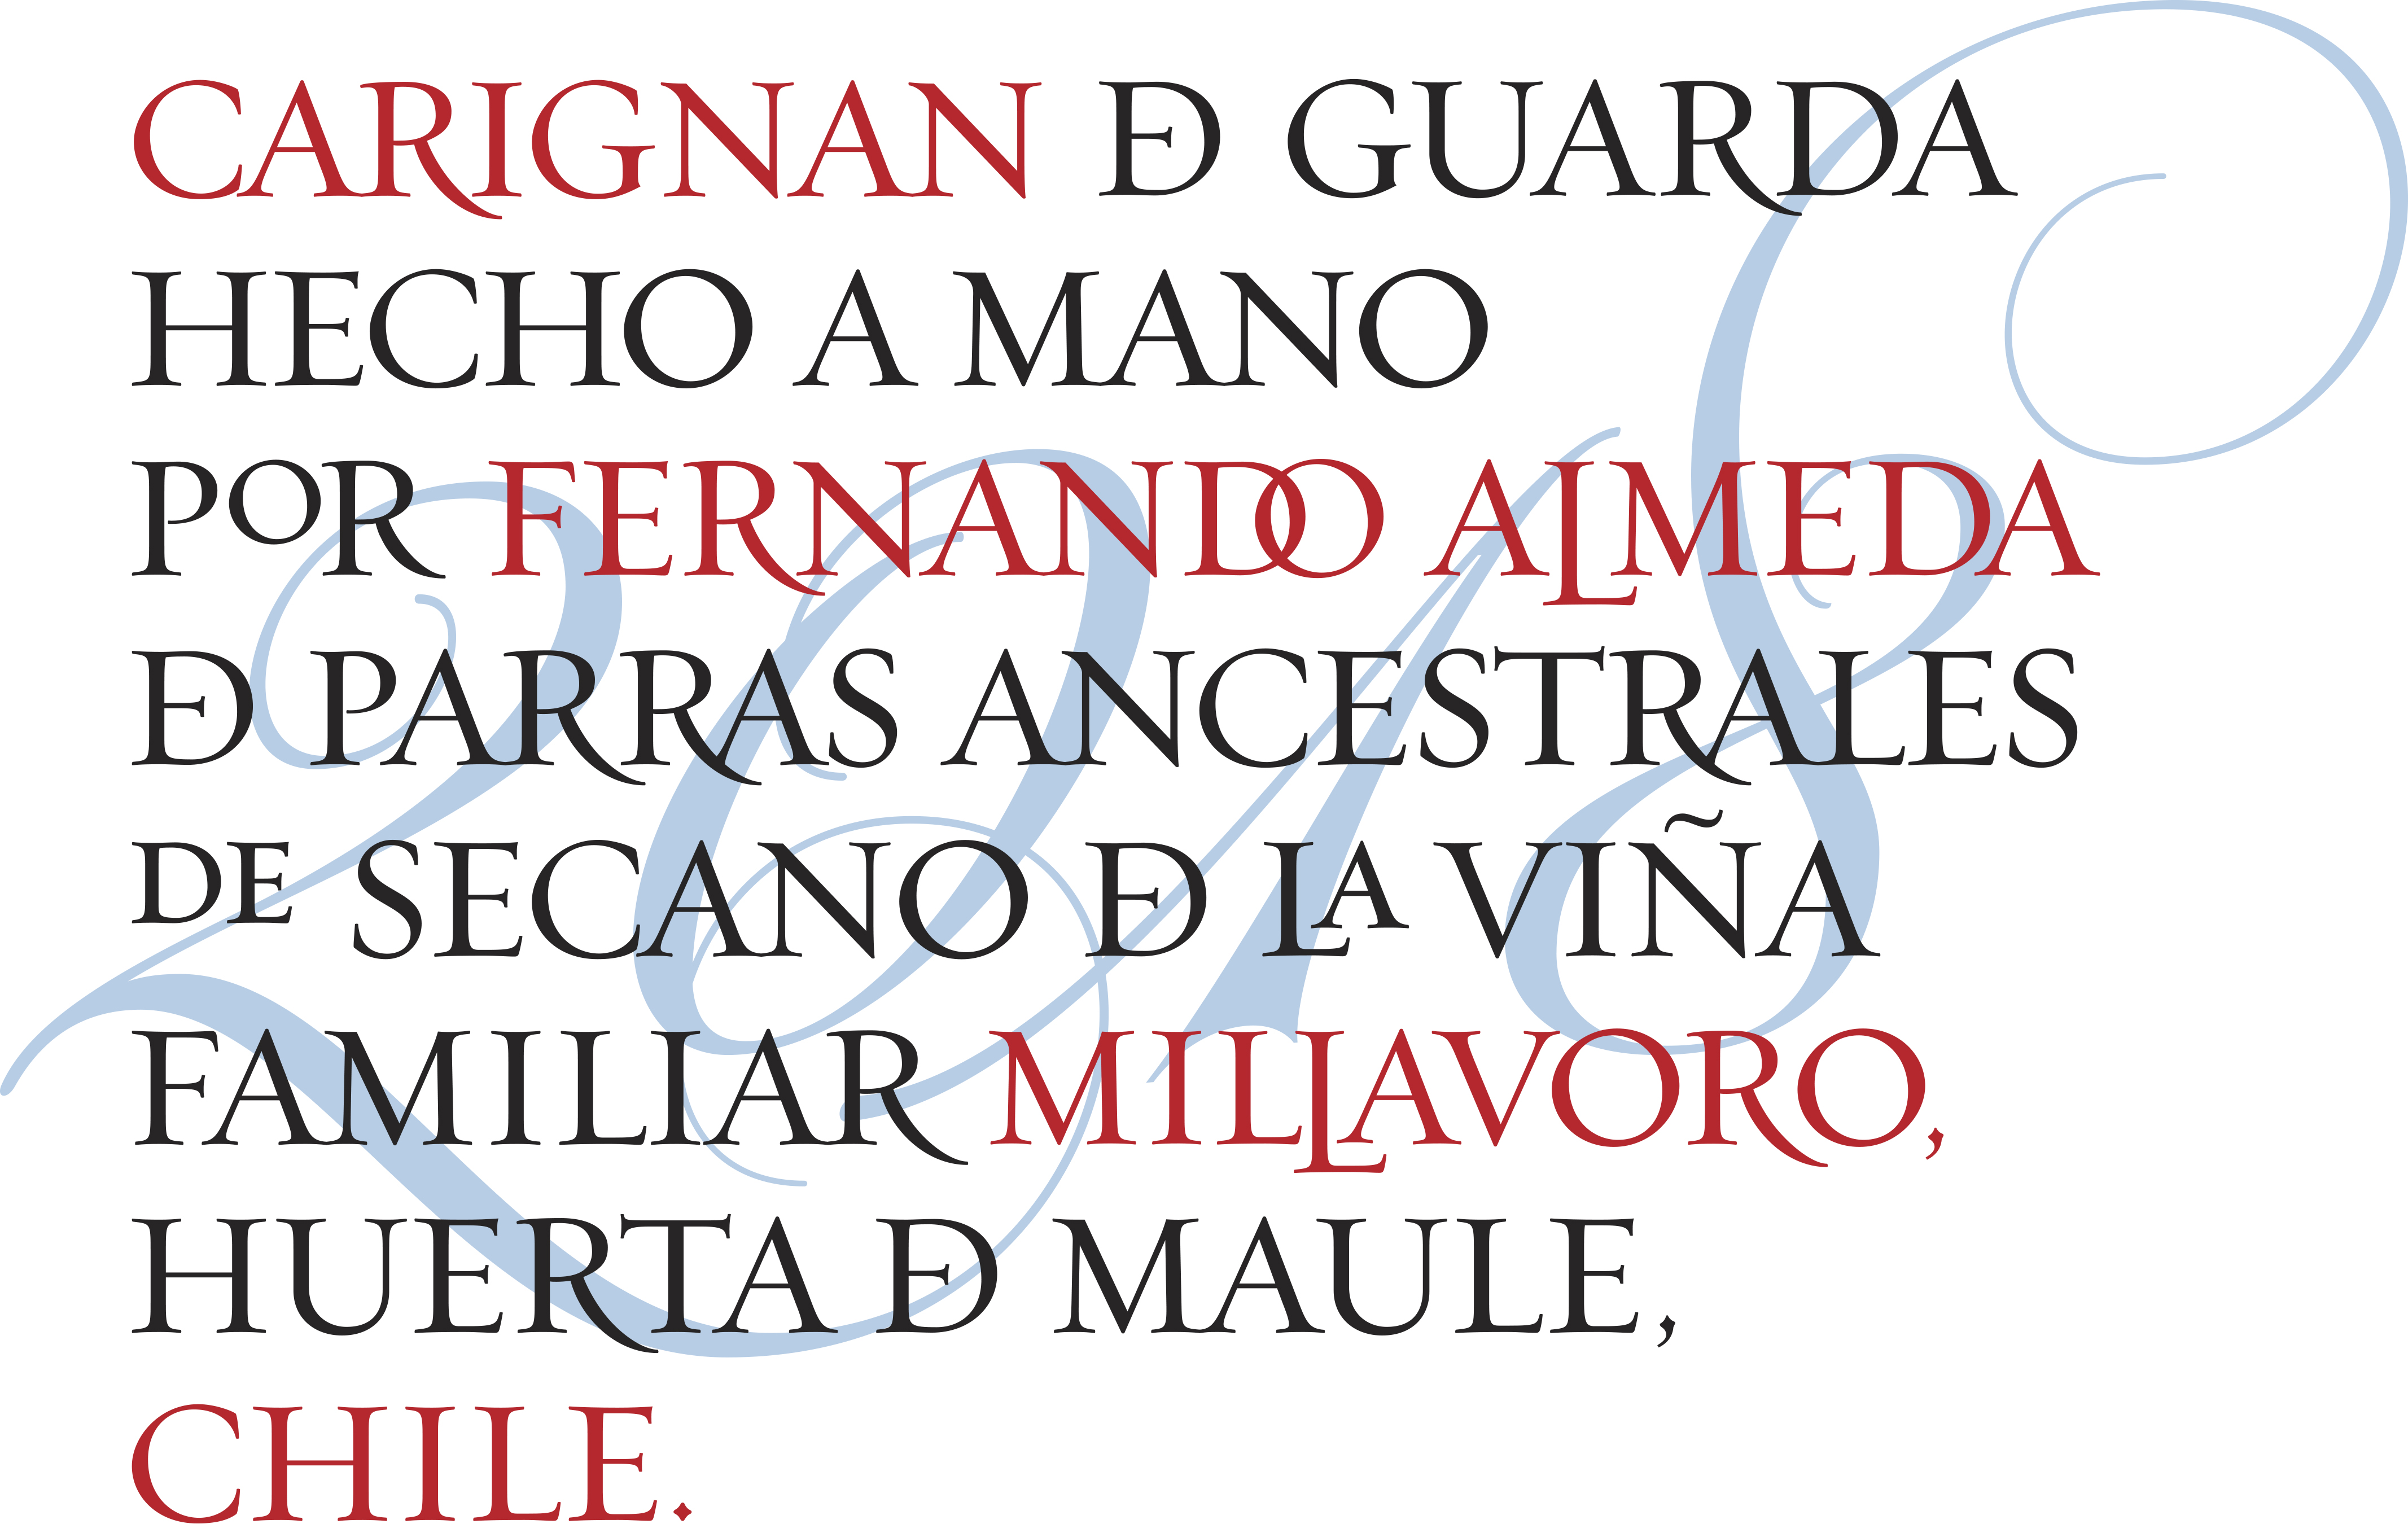 CARIGNAN DE GUARDA
HECHO A MANO
POR FERNANDO ALMEDA
DE PARRAS ANCESTRALES
DE SECANO DE LA VIÑA
FAMILIAR MILLAVORO,
HUERTA DE MAULE,
CHILE.
2018